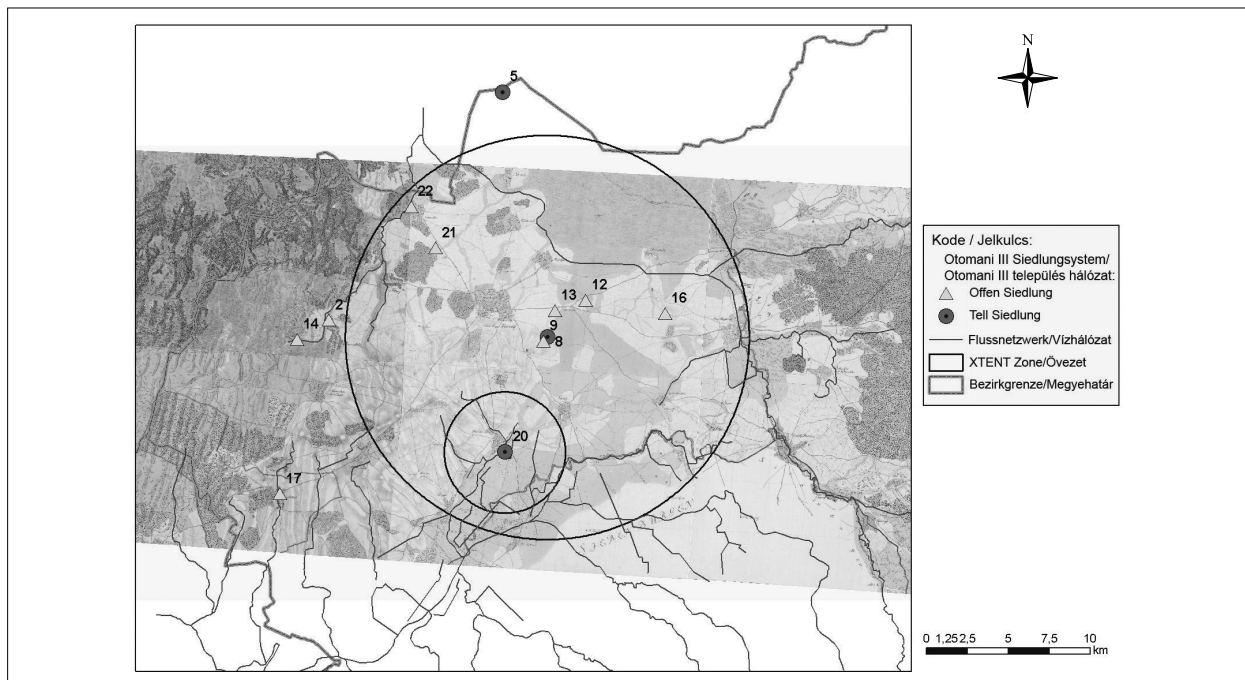 N
5
22
21
12
13
16
2
14
9
8
20
17
Kode / Jelkulcs:
Otomani III Siedlungsystem/
Otomani III település hálózat:
Offen Siedlung
Tell Siedlung
Flussnetzwerk/Vízhálózat
XTENT Zone/Övezet
Bezirkgrenze/Megyehatár
0 1,25 2,5 5 7,5 10
km